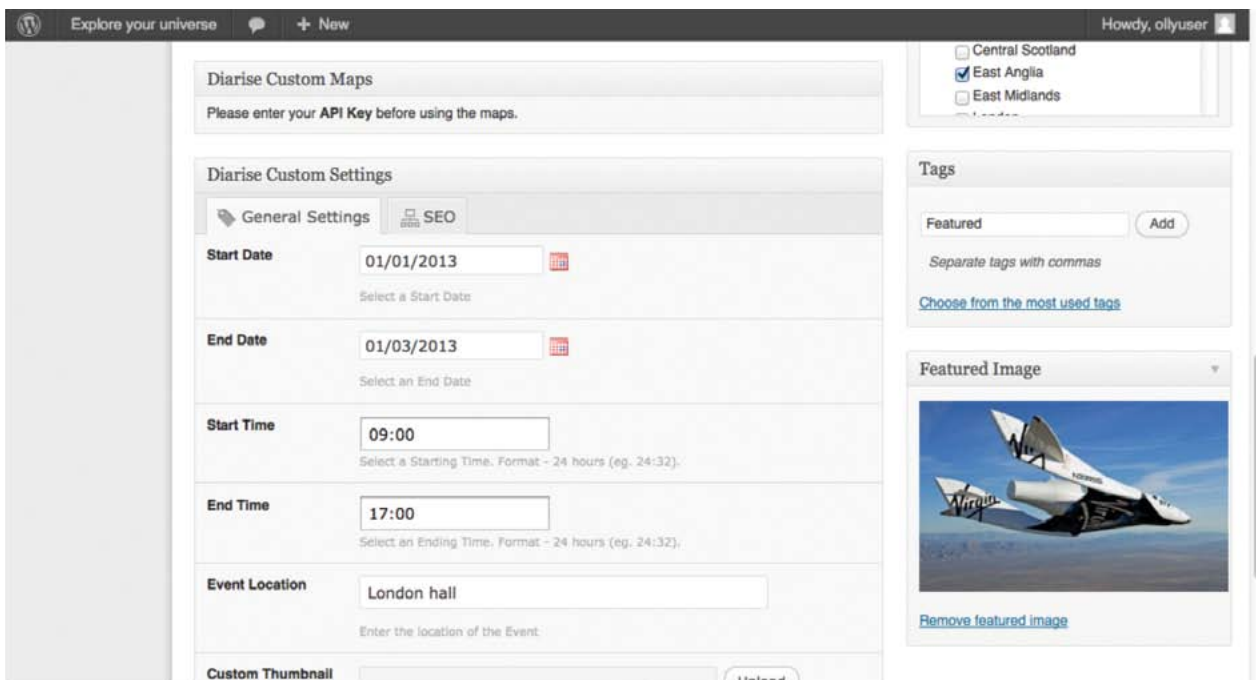 Explore your universe
+ New
Howdy, ollyuser
Diarise Custom Maps
Please enter your API Key before using the maps.
Diarise Custom Settings
General Settings
SEO
Start Date
01/01/2013
Select a Start Date
End Date
01/03/2013
Select an End Date
Start Time
09:00
Select a Starting Time. Format - 24 hours (eg. 24:32).
End Time
17:00
Select an Ending Time. Format - 24 hours (eg. 24:32).
Event Location
London hall
Enter the location of the Event
Custom Thumbnail
Upload
Central Scotland
East Anglia
East Midlands
London
Tags
Featured
Add
Separate tags with commas
Choose from the most used tags
Featured Image
Virgin
Virgin
Remove featured image